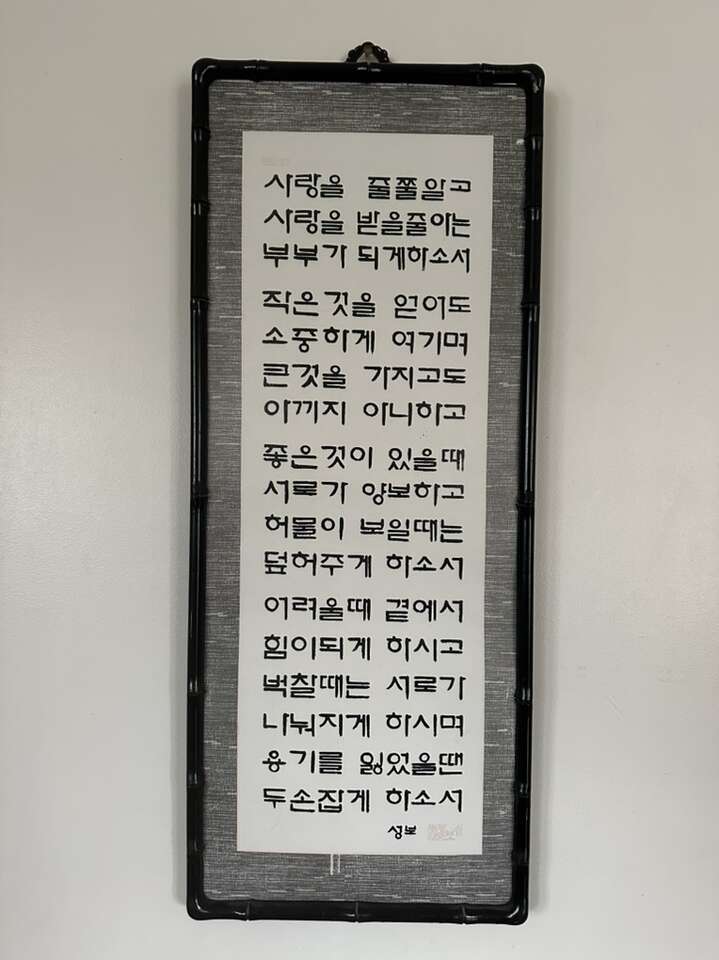 사랑을 줄쭐알고
사랑을 받을줄아는
부부가 되게하소서
작은것을 얻어도
소중하게 여기며
큰것을 가지고도
아끼지 아니하고
좋은것이 있을때
서로가 양보하고
허물이 보일때는
덮허주게 하소서
어려울때 곁에서
힘이되게 하시고
벅찰때는 서로가
나눠지게 하시며
용기를 잃었을땐
두손잡게 하소서
성보